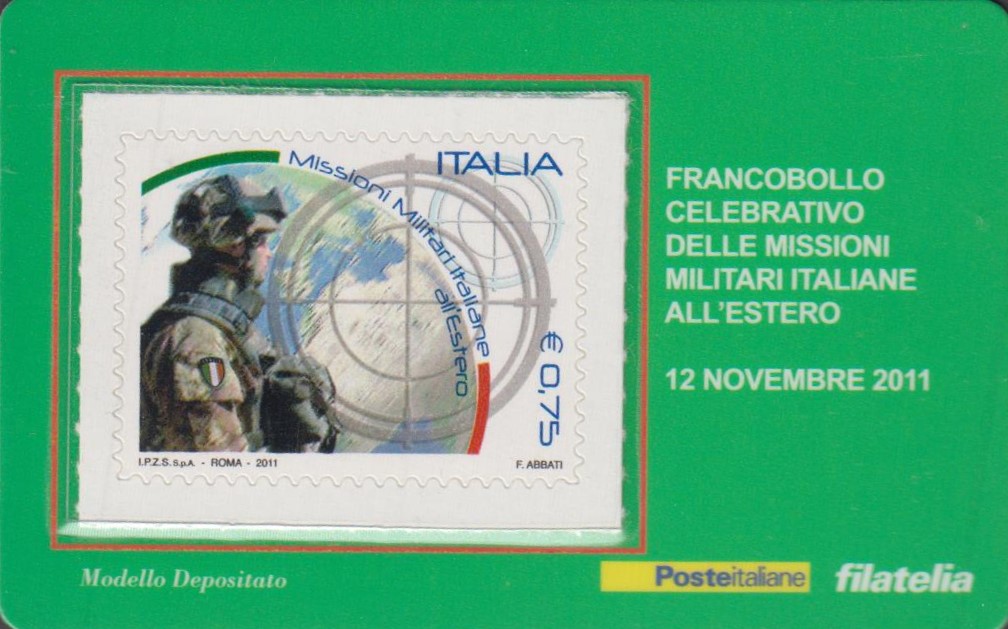 Missioni Militari Italiane
all'Estero
ITALIA
€ 0,75
I.P.Z.S. S.p.A. - ROMA - 2011
F. ABBATI
FRANCOBOLLO
CELEBRATIVO
DELLE MISSIONI
MILITARI ITALIANE
ALL'ESTERO
12 NOVEMBRE 2011
Modello Depositato
Posteitaliane
filatelia